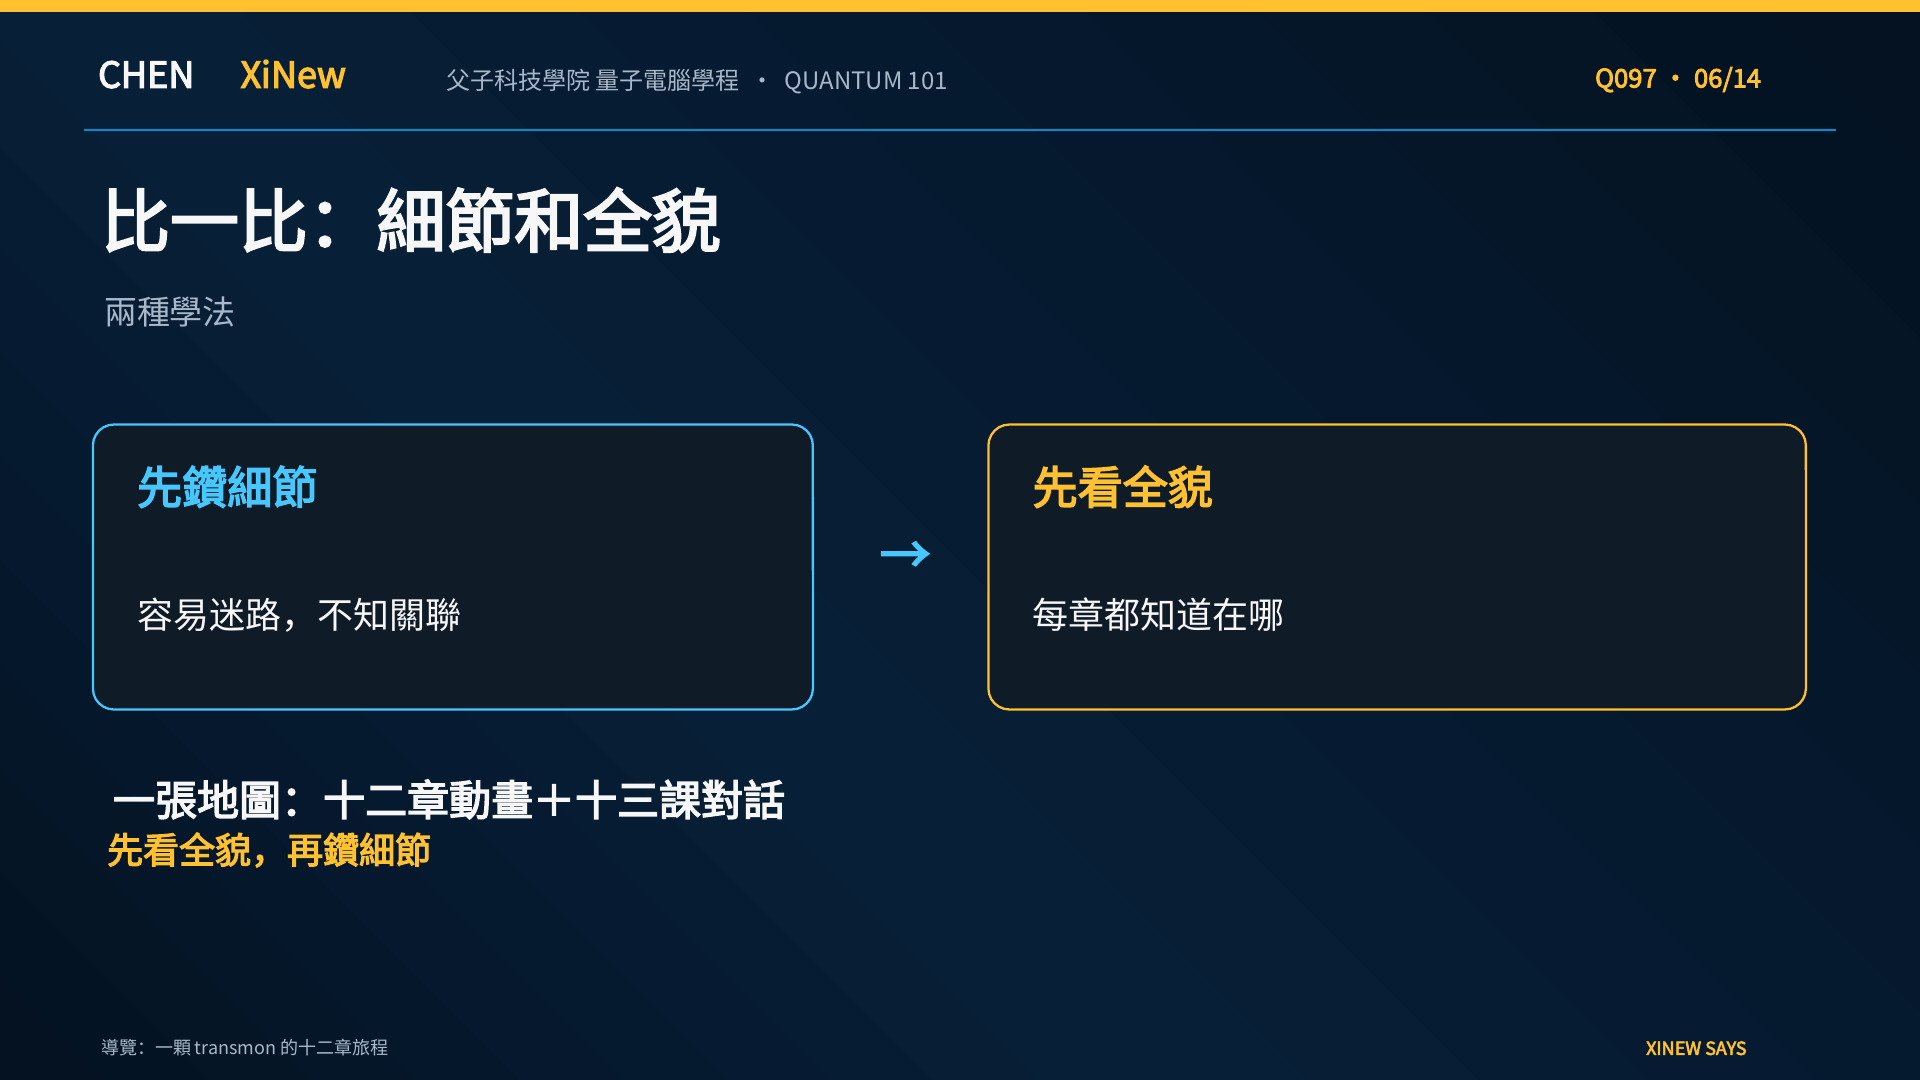 CHEN XiNew 父子科技學院 量子電腦學程 · QUANTUM 101 Q097 · 06/14
比一比：細節和全貌
兩種學法
先鑽細節
容易迷路，不知關聯
→
先看全貌
每章都知道在哪
一張地圖：十二章動畫＋十三課對話
先看全貌，再鑽細節
導覽：一顆 transmon 的十二章旅程
XINEW SAYS